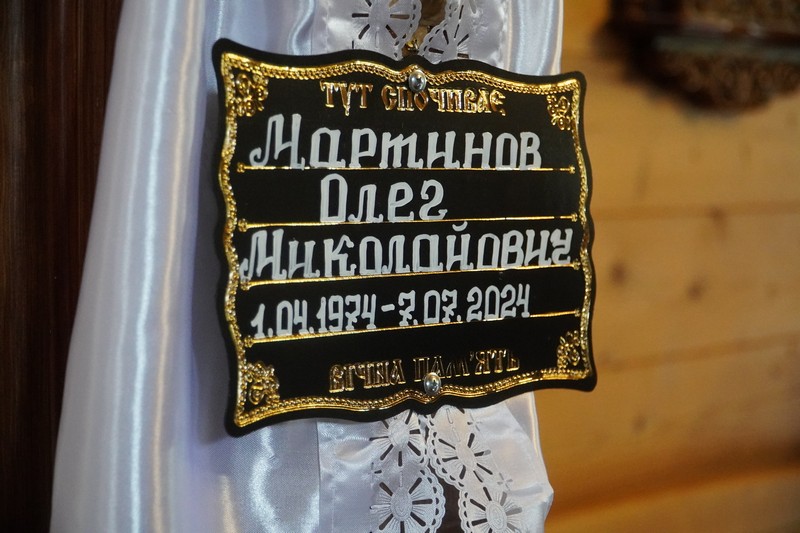 ТУТ СПОЧИВАЄ
Мартинов
Олег
Миколайович
1.04.1974-7.07.2024
ВІЧНА ПАМ'ЯТЬ